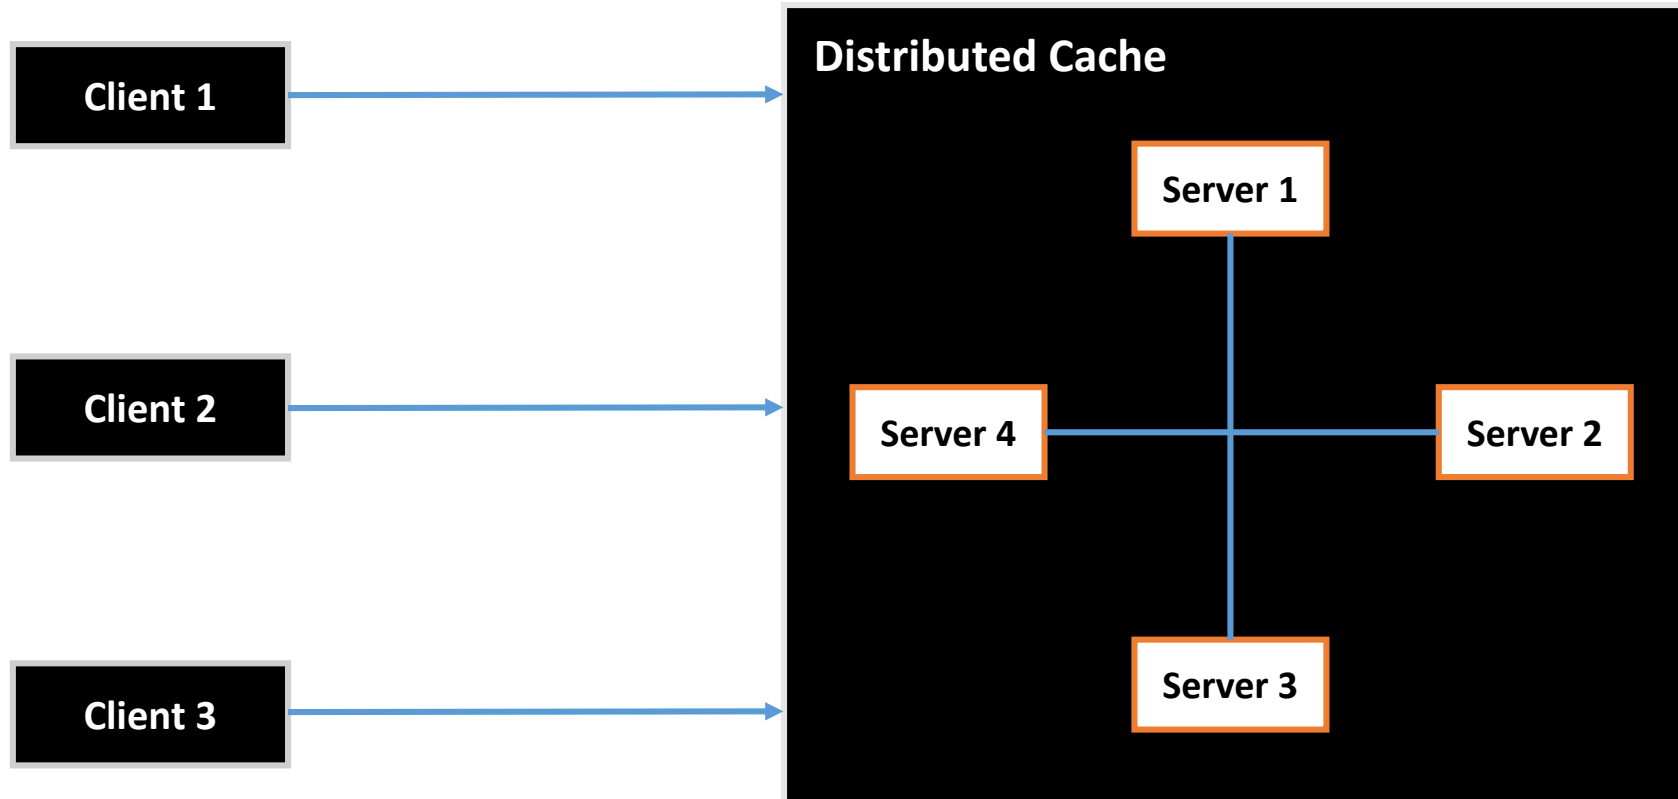 Distributed Cache
Client 1
Server 1
Client 2
Server 4
Server 2
Server 3
Client 3